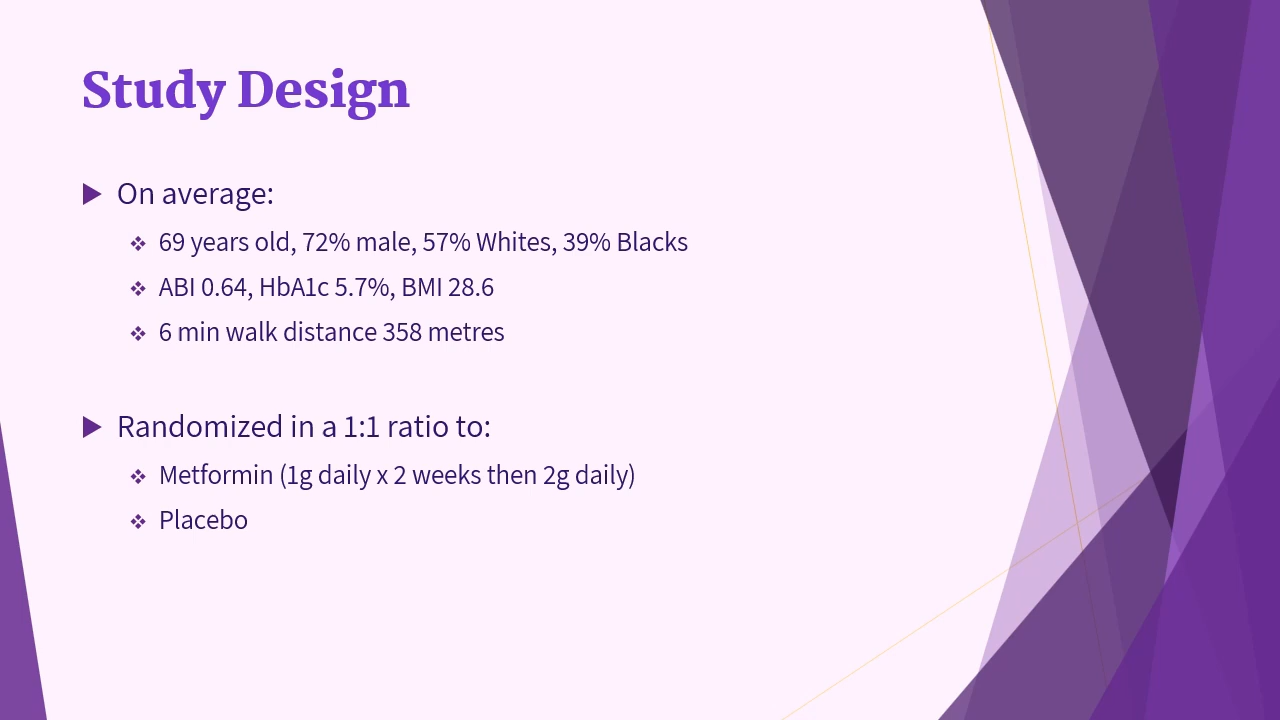 Study Design
On average:
69 years old, 72% male, 57% Whites, 39% Blacks
ABI 0.64, HbA1c 5.7%, BMI 28.6
6 min walk distance 358 metres
Randomized in a 1:1 ratio to:
Metformin (1g daily x 2 weeks then 2g daily)
Placebo